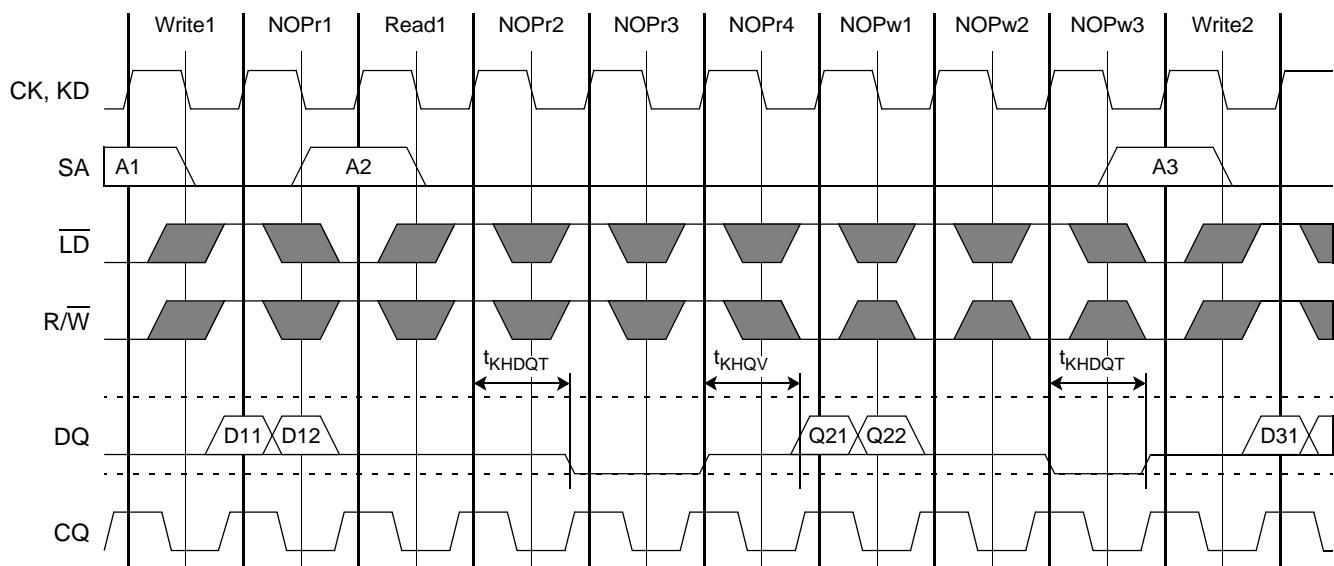 Write1 NOPr1 Read1 NOPr2 NOPr3 NOPr4 NOPw1 NOPw2 NOPw3 Write2
CK, KD
SA A1 A2 A3
L̅D̅
R/W̅
tKHDQT tKHQV tKHDQT
DQ D11 D12 Q21 Q22 D31
CQ